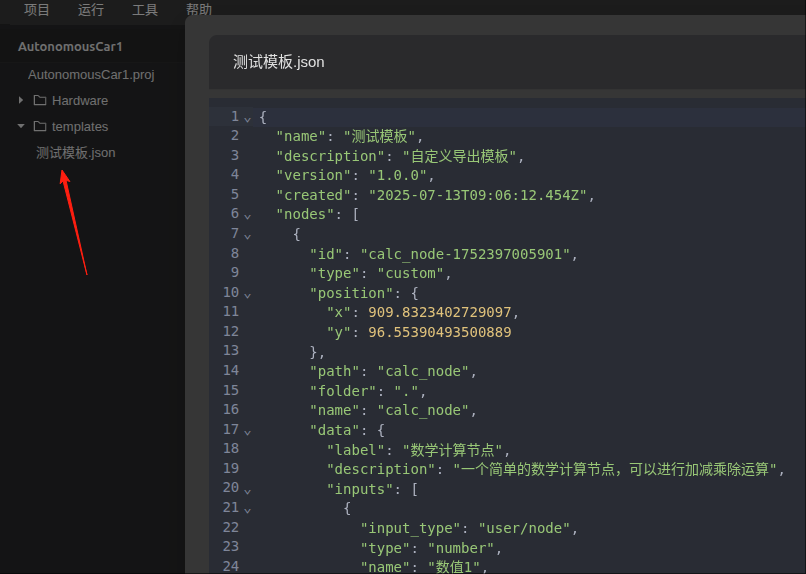 项目 运行 工具 帮助
AutonomousCar1
AutonomousCar1.proj
Hardware
templates
测试模板.json
测试模板.json
1 {
2 "name": "测试模板",
3 "description": "自定义导出模板",
4 "version": "1.0.0",
5 "created": "2025-07-13T09:06:12.454Z",
6 "nodes": [
7 {
8 "id": "calc_node-1752397005901",
9 "type": "custom",
10 "position": {
11 "x": 909.8323402729097,
12 "y": 96.55390493500889
13 },
14 "path": "calc_node",
15 "folder": ".",
16 "name": "calc_node",
17 "data": {
18 "label": "数学计算节点",
19 "description": "一个简单的数学计算节点，可以进行加减乘除运算",
20 "inputs": [
21 {
22 "input_type": "user/node",
23 "type": "number",
24 "name": "数值1",